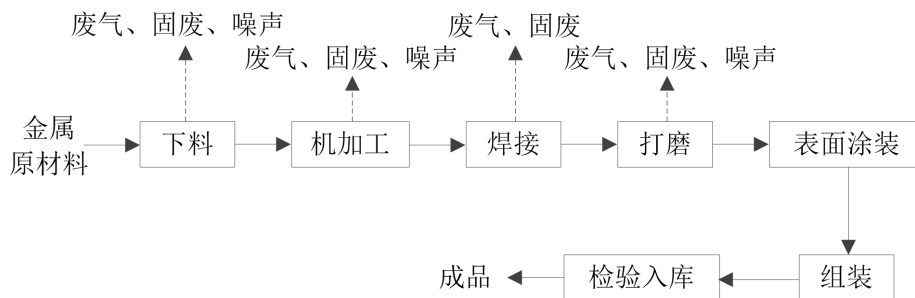 废气、固废、噪声
废气、固废
废气、固废、噪声
废气、固废、噪声
金属
原材料
下料
机加工
焊接
打磨
表面涂装
成品
检验入库
组装